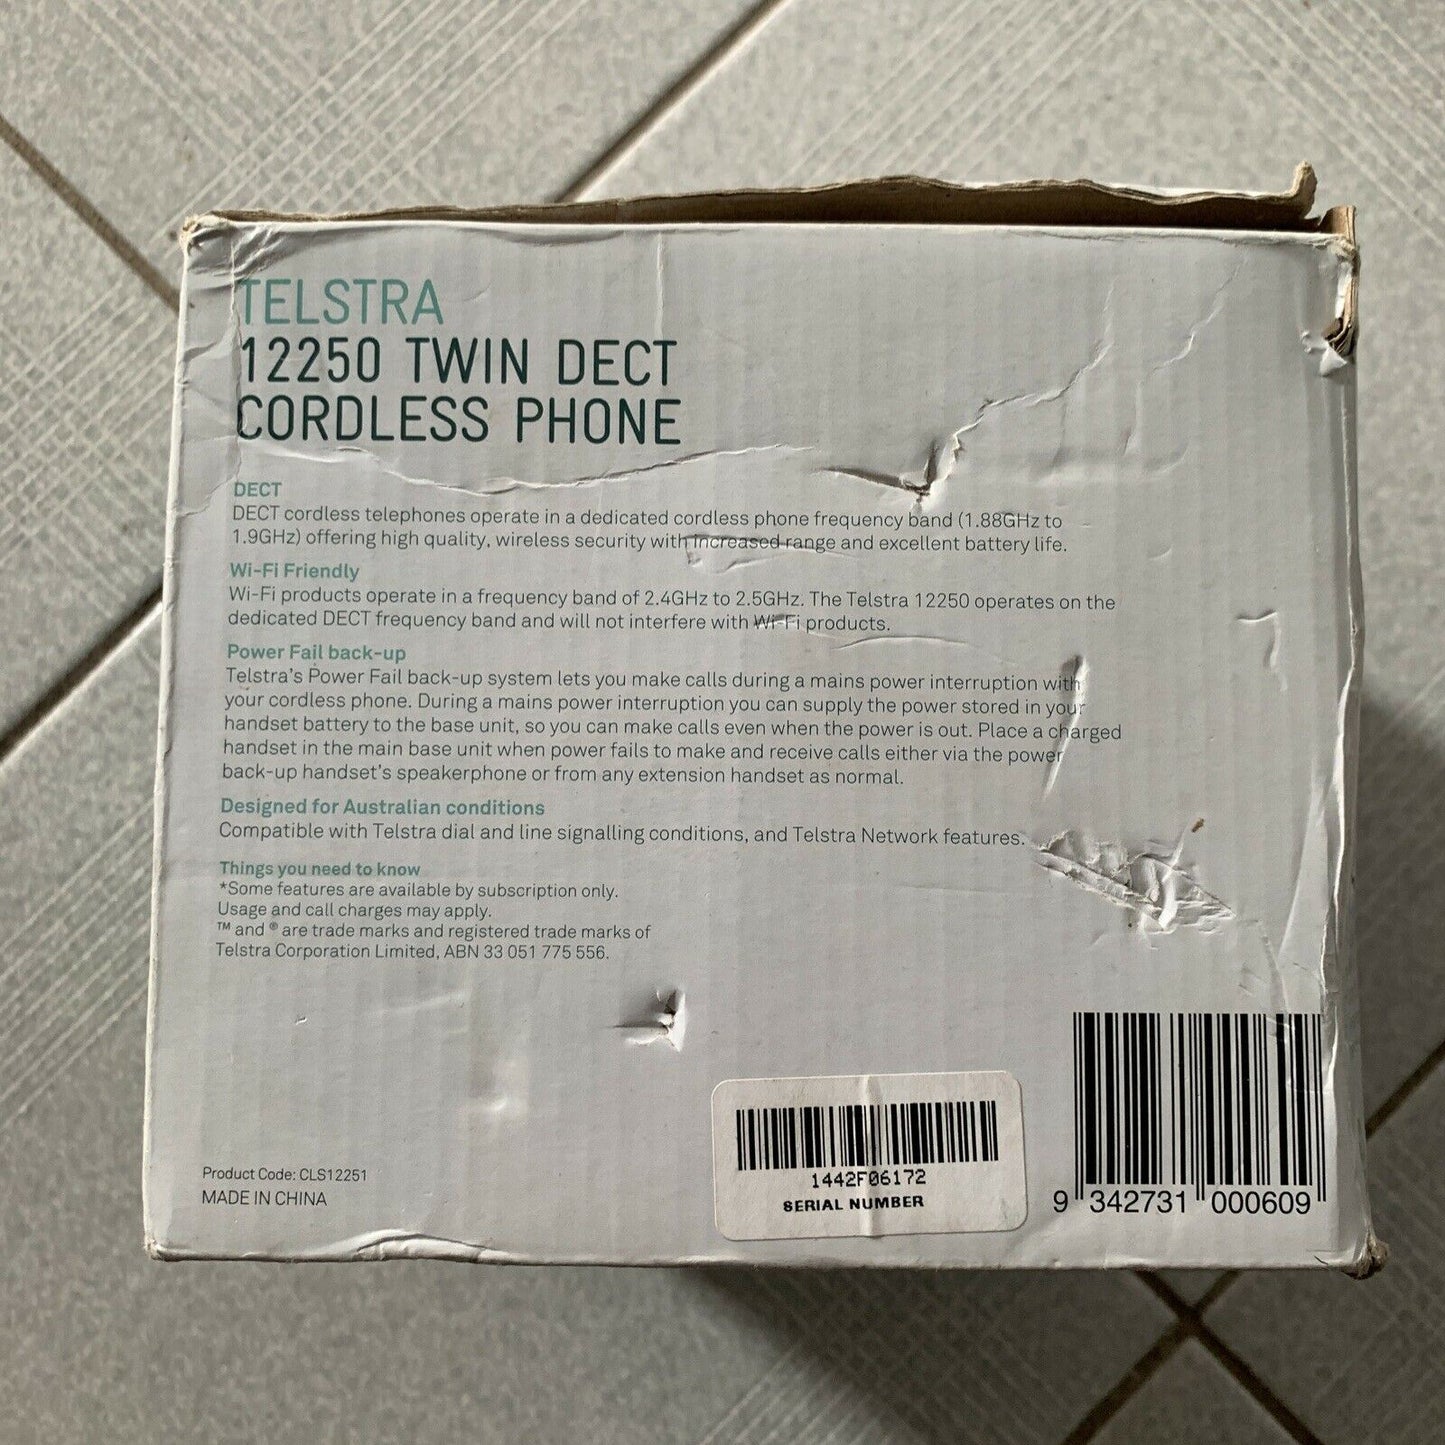 TELSTRA
12250 TWIN DECT
CORDLESS PHONE
DECT
DECT cordless telephones operate in a dedicated cordless phone frequency band (1.88GHz to
1.9GHz) offering high quality, wireless security with increased range and excellent battery life.
Wi-Fi Friendly
Wi-Fi products operate in a frequency band of 2.4GHz to 2.5GHz. The Telstra 12250 operates on the
dedicated DECT frequency band and will not interfere with Wi-Fi products.
Power Fail back-up
Telstra's Power Fail back-up system lets you make calls during a mains power interruption with
your cordless phone. During a mains power interruption you can supply the power stored in your
handset battery to the base unit, so you can make calls even when the power is out. Place a charged
handset in the main base unit when power fails to make and receive calls either via the power
back-up handset's speakerphone or from any extension handset as normal.
Designed for Australian conditions
Compatible with Telstra dial and line signalling conditions, and Telstra Network features.
Things you need to know
*Some features are available by subscription only.
Usage and call charges may apply.
™ and ® are trade marks and registered trade marks of
Telstra Corporation Limited, ABN 33 051 775 556.
Product Code: CLS12251
MADE IN CHINA
1442F06172
SERIAL NUMBER
9 342731 000609